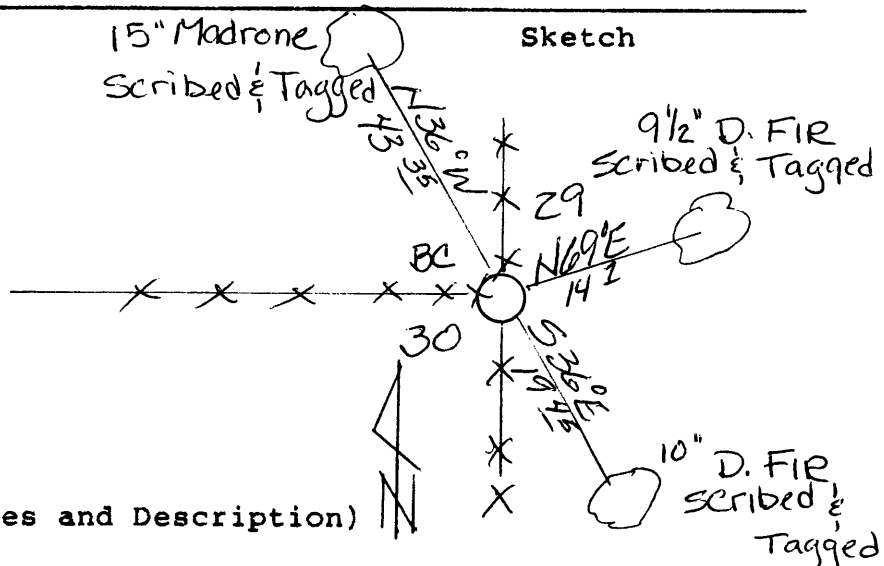 Sketch
15" Madrone
Scribed & Tagged
N36°W
43 35
9½" D. FIR
Scribed & Tagged
29
BC
N69°E
14 1
30
S36°E
19 48
10" D. FIR
Scribed &
Tagged
N
es and Description)